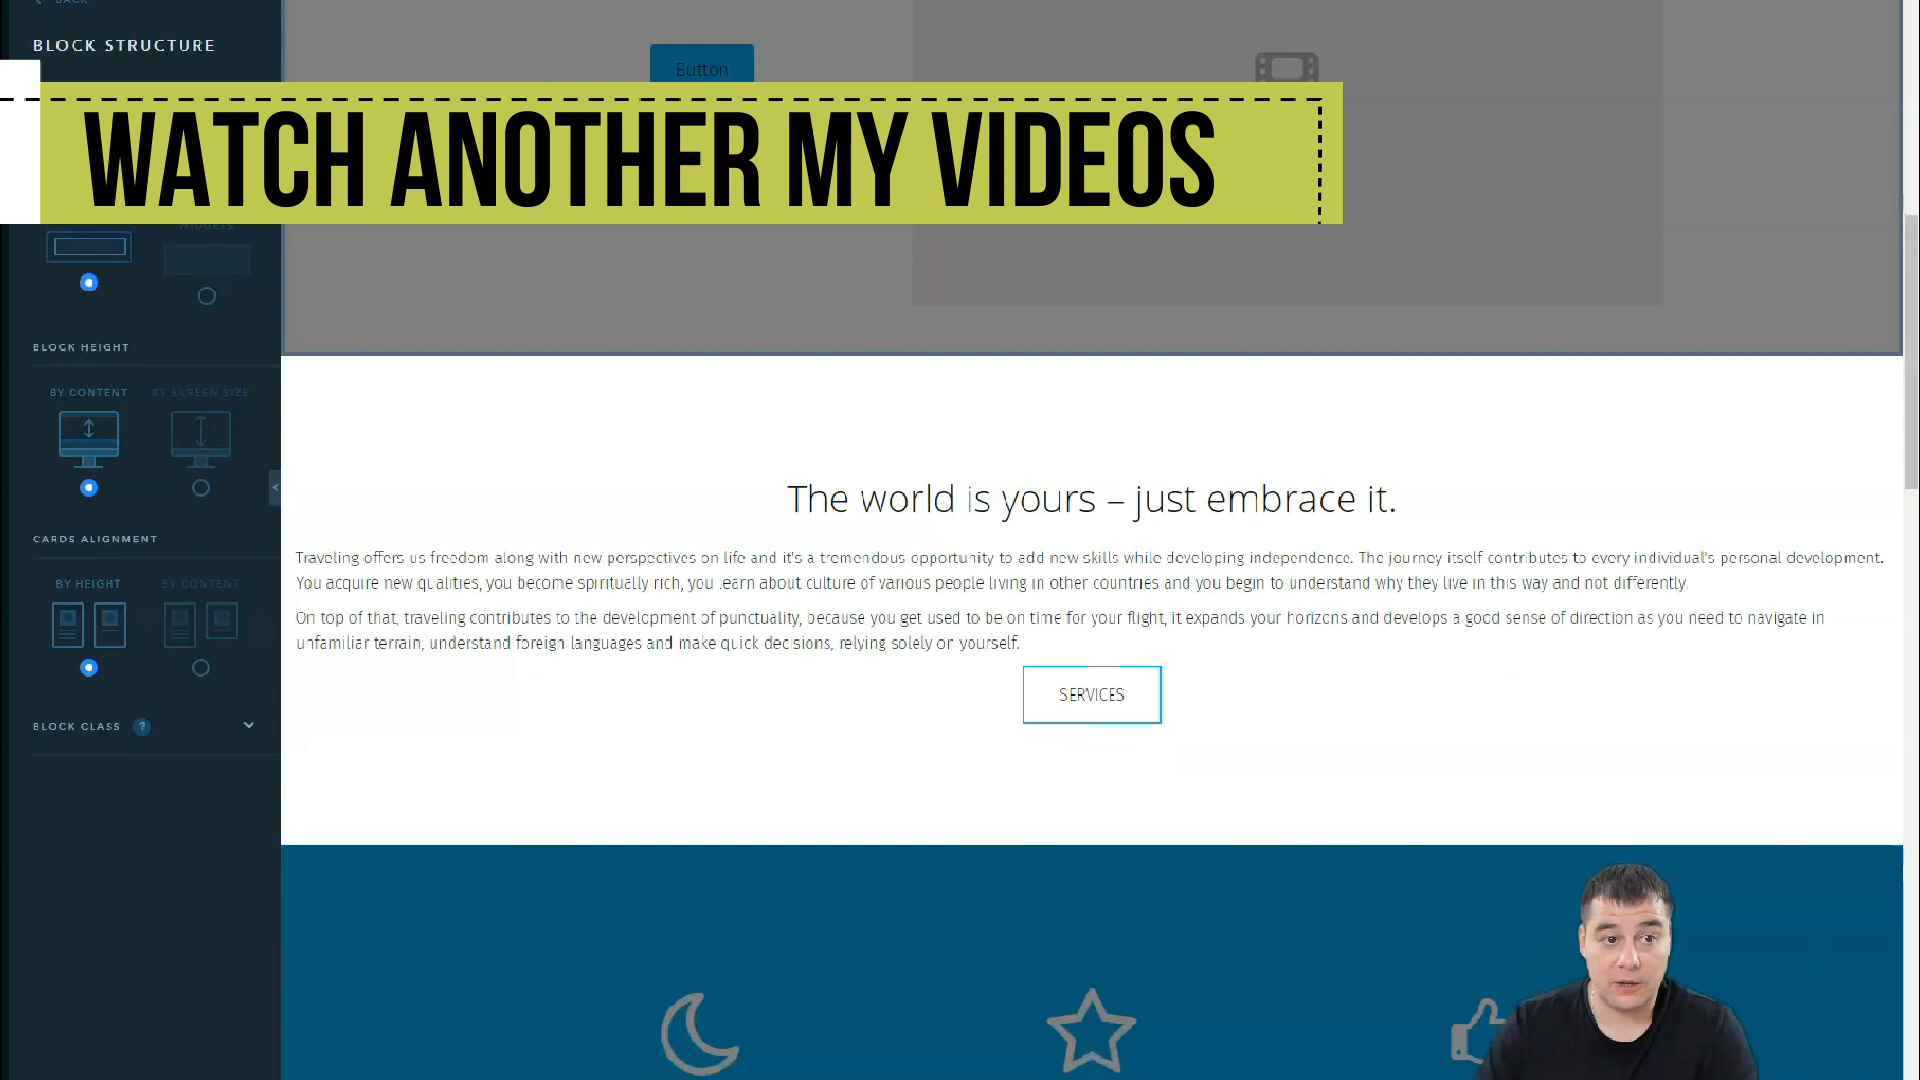 BACK
BLOCK STRUCTURE
Button
WATCH ANOTHER MY VIDEOS
WIDGETS
BLOCK HEIGHT
BY CONTENT BY SCREEN SIZE
The world is yours – just embrace it.
CARDS ALIGNMENT
Traveling offers us freedom along with new perspectives on life and it's a tremendous opportunity to add new skills while developing independence. The journey itself contributes to every individual's personal development.
You acquire new qualities, you become spiritually rich, you learn about culture of various people living in other countries and you begin to understand why they live in this way and not differently.
BY HEIGHT BY CONTENT
On top of that, traveling contributes to the development of punctuality, because you get used to be on time for your flight, it expands your horizons and develops a good sense of direction as you need to navigate in
unfamiliar terrain, understand foreign languages and make quick decisions, relying solely on yourself.
SERVICES
BLOCK CLASS ?